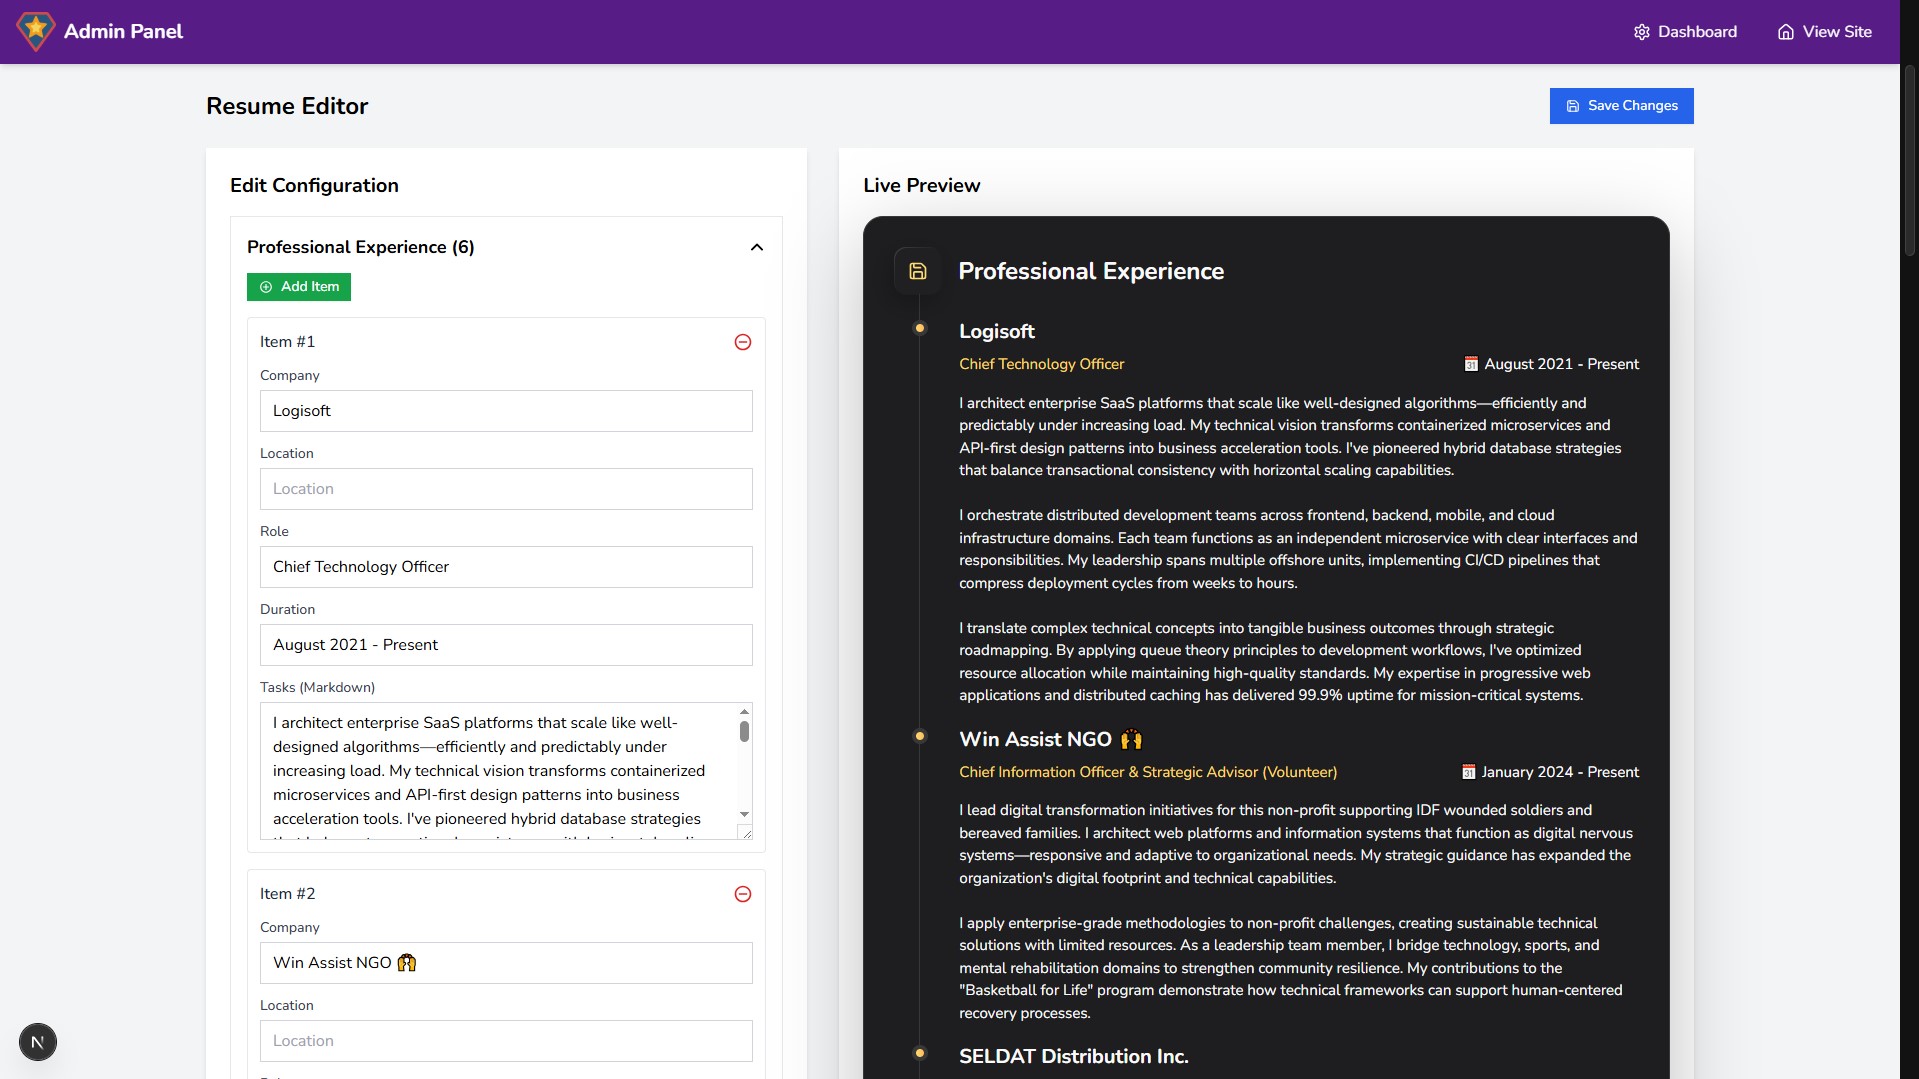 Admin Panel
Dashboard
View Site
Resume Editor
Save Changes
Edit Configuration
Professional Experience (6)
Add Item
Item #1
Company
Logisoft
Location
Location
Role
Chief Technology Officer
Duration
August 2021 - Present
Tasks (Markdown)
I architect enterprise SaaS platforms that scale like well-
designed algorithms—efficiently and predictably under
increasing load. My technical vision transforms containerized
microservices and API-first design patterns into business
acceleration tools. I've pioneered hybrid database strategies
Item #2
Company
Win Assist NGO 🙌
Location
Location
N
Live Preview
Professional Experience
Logisoft
Chief Technology Officer
📅 August 2021 - Present
I architect enterprise SaaS platforms that scale like well-designed algorithms—efficiently and
predictably under increasing load. My technical vision transforms containerized microservices and
API-first design patterns into business acceleration tools. I've pioneered hybrid database strategies
that balance transactional consistency with horizontal scaling capabilities.
I orchestrate distributed development teams across frontend, backend, mobile, and cloud
infrastructure domains. Each team functions as an independent microservice with clear interfaces and
responsibilities. My leadership spans multiple offshore units, implementing CI/CD pipelines that
compress deployment cycles from weeks to hours.
I translate complex technical concepts into tangible business outcomes through strategic
roadmapping. By applying queue theory principles to development workflows, I've optimized
resource allocation while maintaining high-quality standards. My expertise in progressive web
applications and distributed caching has delivered 99.9% uptime for mission-critical systems.
Win Assist NGO 🙌
Chief Information Officer & Strategic Advisor (Volunteer)
📅 January 2024 - Present
I lead digital transformation initiatives for this non-profit supporting IDF wounded soldiers and
bereaved families. I architect web platforms and information systems that function as digital nervous
systems—responsive and adaptive to organizational needs. My strategic guidance has expanded the
organization's digital footprint and technical capabilities.
I apply enterprise-grade methodologies to non-profit challenges, creating sustainable technical
solutions with limited resources. As a leadership team member, I bridge technology, sports, and
mental rehabilitation domains to strengthen community resilience. My contributions to the
"Basketball for Life" program demonstrate how technical frameworks can support human-centered
recovery processes.
SELDAT Distribution Inc.